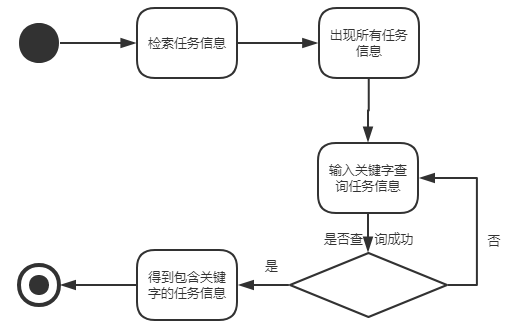 检索任务信息
出现所有任务
信息
输入关键字查
询任务信息
是否查询成功
否
是
得到包含关键
字的任务信息